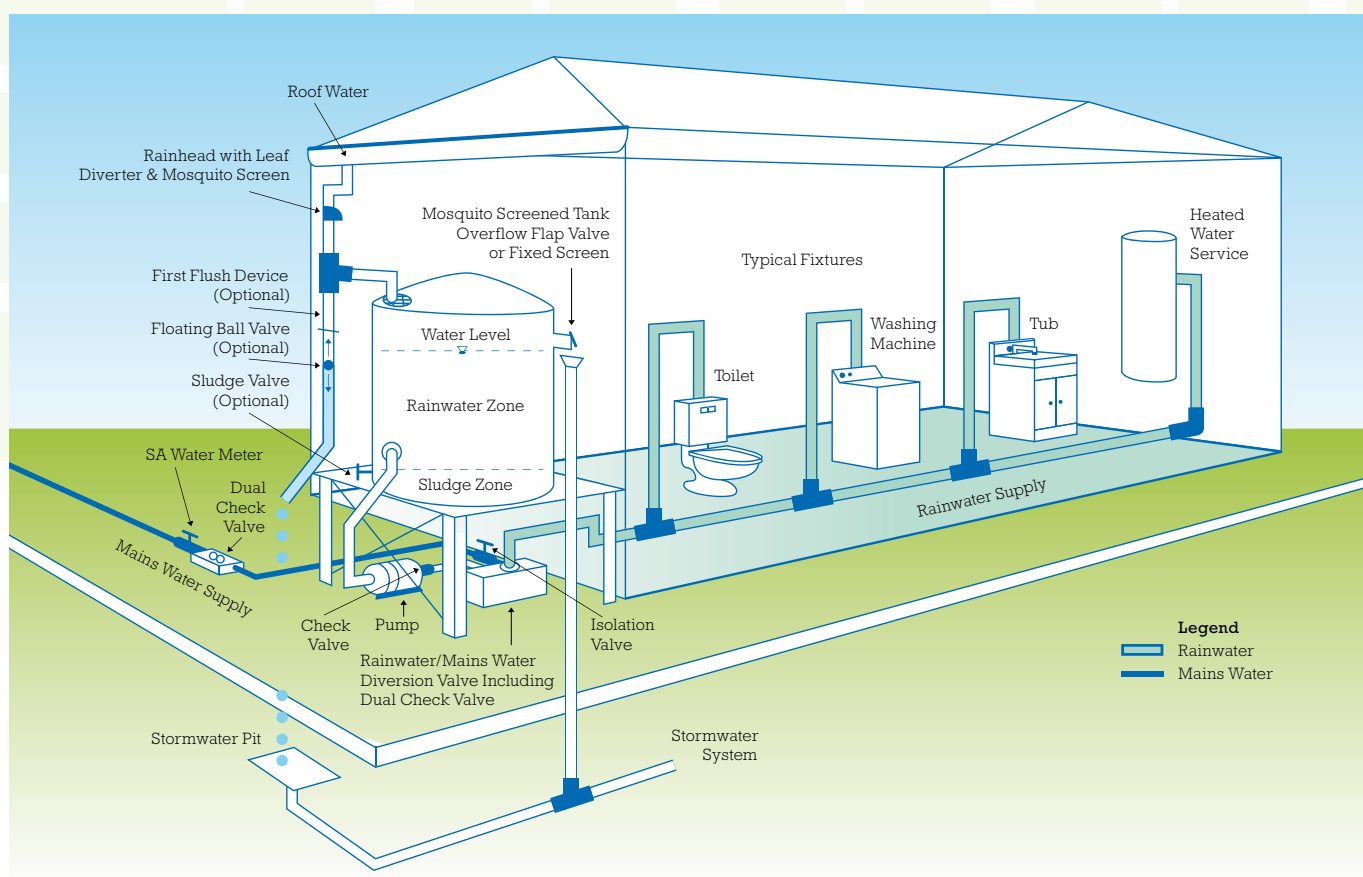 Roof Water
Rainhead with Leaf
Diverter & Mosquito Screen
Mosquito Screened Tank
Overflow Flap Valve
or Fixed Screen
Typical Fixtures
Heated
Water
Service
First Flush Device
(Optional)
Floating Ball Valve
(Optional)
Sludge Valve
(Optional)
Water Level
Rainwater Zone
Sludge Zone
Toilet
Washing
Machine
Tub
SA Water Meter
Dual
Check
Valve
Mains Water Supply
Rainwater Supply
Check
Valve
Pump
Isolation
Valve
Rainwater/Mains Water
Diversion Valve Including
Dual Check Valve
Legend
Rainwater
Mains Water
Stormwater Pit
Stormwater
System